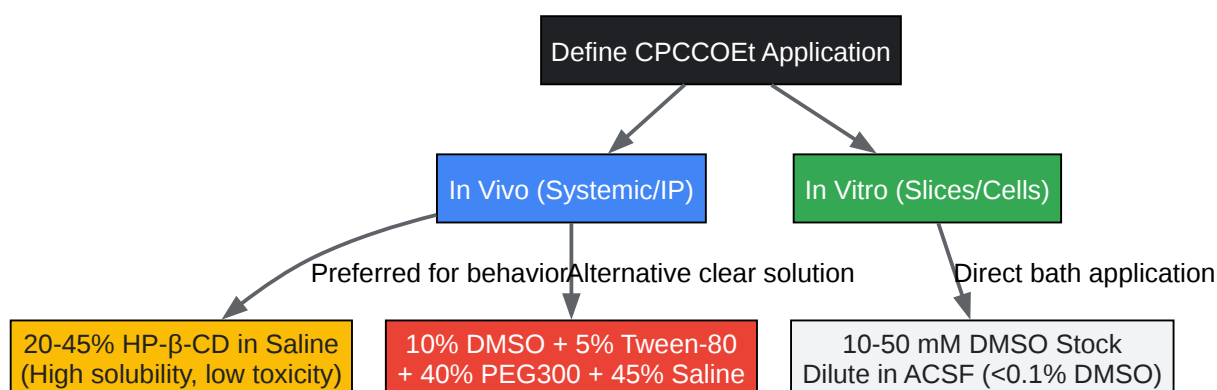 Define CPCCOEt Application
In Vivo (Systemic/IP)
In Vitro (Slices/Cells)
Preferred for behavior
Alternative clear solution
Direct bath application
20-45% HP-β-CD in Saline
(High solubility, low toxicity)
10% DMSO + 5% Tween-80
+ 40% PEG300 + 45% Saline
10-50 mM DMSO Stock
Dilute in ACSF (<0.1% DMSO)